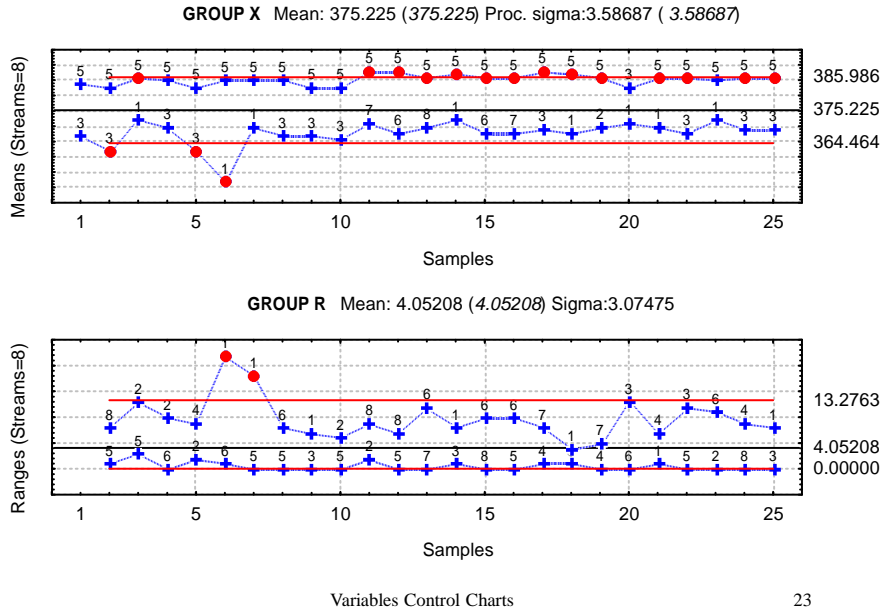 GROUP X Mean: 375.225 (375.225) Proc. sigma:3.58687 ( 3.58687)
5 5 5 5 5 5 5 5 5 5 5 5 5 5 5 5 5 5 5 3 5 5 5 5 5
385.986
375.225
3 3 1 3 3 1 1 3 3 3 7 6 8 1 6 7 3 1 2 1 1 3 1 3 3
364.464
Means (Streams=8)
1 5 10 15 20 25
Samples
GROUP R Mean: 4.05208 (4.05208) Sigma:3.07475
8 2 2 4 1 1 6 1 2 8 8 6 1 6 6 8 1 7 3 4 3 6 4 1
13.2763
4.05208
5 5 6 2 6 5 5 3 5 2 5 7 3 8 5 4 1 4 6 1 5 2 8 3
0.00000
Ranges (Streams=8)
1 5 10 15 20 25
Samples
Variables Control Charts 23